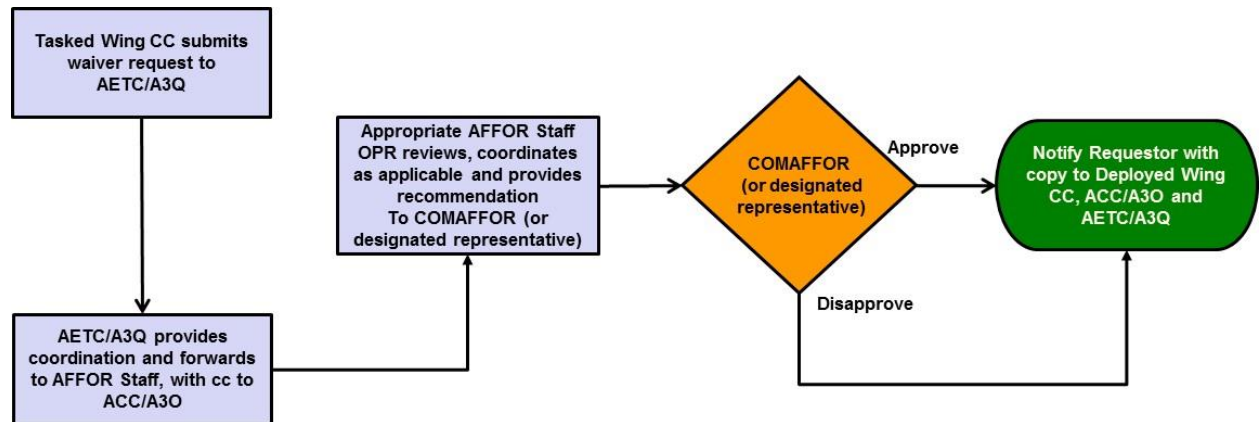 Tasked Wing CC submits
waiver request to
AETC/A3Q
AETC/A3Q provides
coordination and forwards
to AFFOR Staff, with cc to
ACC/A3O
Appropriate AFFOR Staff
OPR reviews, coordinates
as applicable and provides
recommendation
To COMAFFOR (or
designated representative)
COMAFFOR
(or designated
representative)
Approve
Disapprove
Notify Requestor with
copy to Deployed Wing
CC, ACC/A3O and
AETC/A3Q